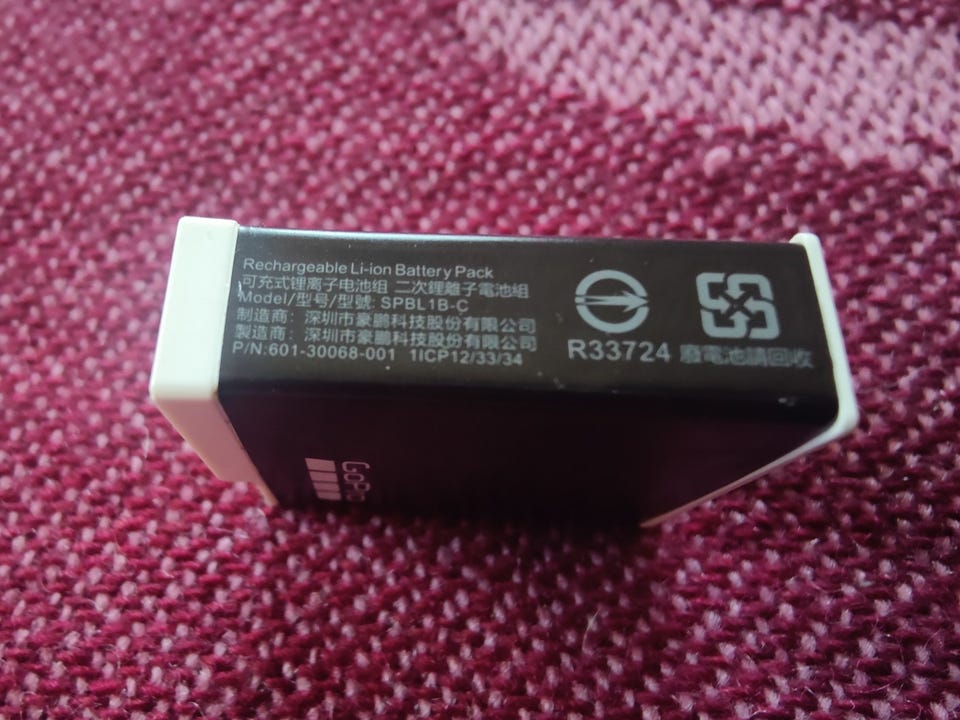 Rechargeable Li-ion Battery Pack
可充式锂离子电池组 二次鋰離子電池組
Model/型号/型號: SPBL1B-C
制造商: 深圳市豪鹏科技股份有限公司
製造商: 深圳市豪鵬科技股份有限公司
P/N:601-30068-001 1ICP12/33/34
R33724 廢電池請回收
GoPro